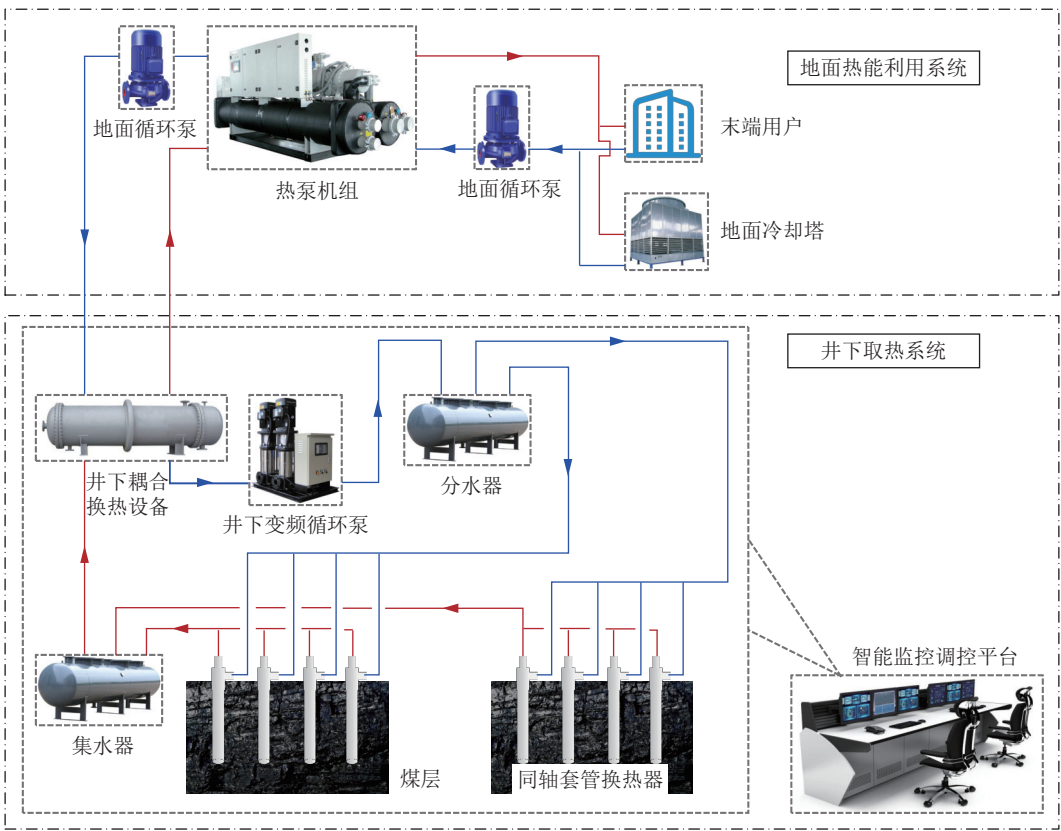 地面热能利用系统
地面循环泵
热泵机组
地面循环泵
末端用户
地面冷却塔
井下取热系统
井下耦合
换热设备
井下变频循环泵
分水器
集水器
煤层
同轴套管换热器
智能监控调控平台